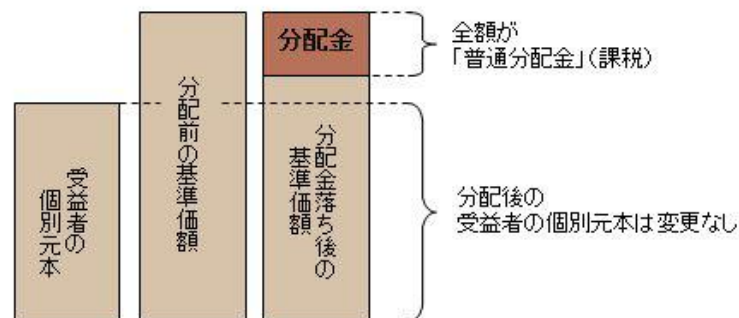 分配金
全額が
「普通分配金」(課税)
受益者の
個別元本
分配前の基準価額
分配金落ち後の
基準価額
分配後の
受益者の個別元本は変更なし